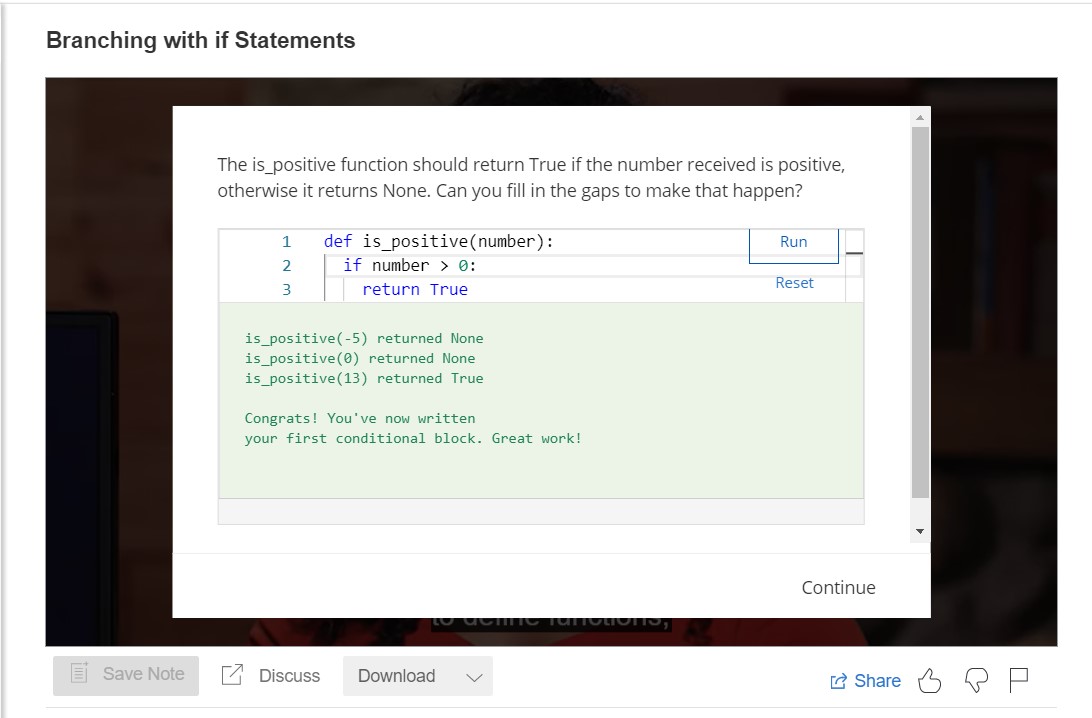 Branching with if Statements
The is_positive function should return True if the number received is positive,
otherwise it returns None. Can you fill in the gaps to make that happen?
1 def is_positive(number):
Run
2 if number > 0:
3 return True
Reset
is_positive(-5) returned None
is_positive(0) returned None
is_positive(13) returned True
Congrats! You've now written
your first conditional block. Great work!
Continue
to define functions,
Save Note
Discuss
Download
Share